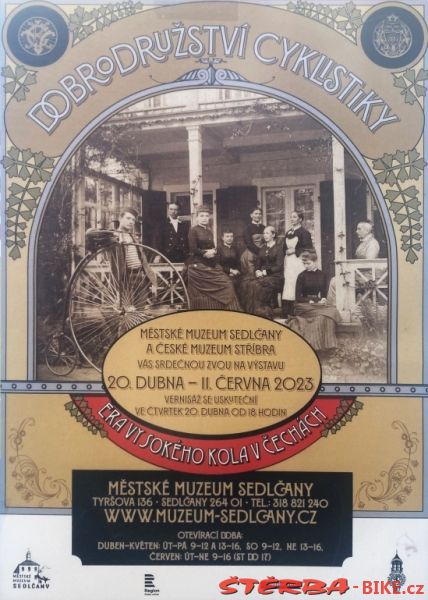 DOBRODRUŽSTVÍ CYKLISTIKY
MĚSTSKÉ MUZEUM SEDLČANY
A ČESKÉ MUZEUM STŘÍBRA
VÁS SRDEČNOU ZVOU NA VÝSTAVU
20. DUBNA – 11. ČERVNA 2023
VERNISÁŽ SE USKUTEČNÍ
VE ČTVRTEK 20. DUBNA OD 18 HODIN
ERA VYSOKÉHO KOLA V ČECHÁCH
MĚSTSKÉ MUZEUM SEDLČANY
TYRŠOVA 136 • SEDLČANY 264 01 • TEL.: 318 821 240
WWW.MUZEUM-SEDLCANY.CZ
OTEVÍRACÍ DOBA:
DUBEN-KVĚTEN: ÚT-PÁ 9-12 A 13-16, SO 9-12, NE 13-16,
ČERVEN: ÚT-NE 9-16 (ST DO 17)
MĚSTSKÉ
MUZEUM
SEDLČANY
Region
ŠTĚRBA-BIKE.cz